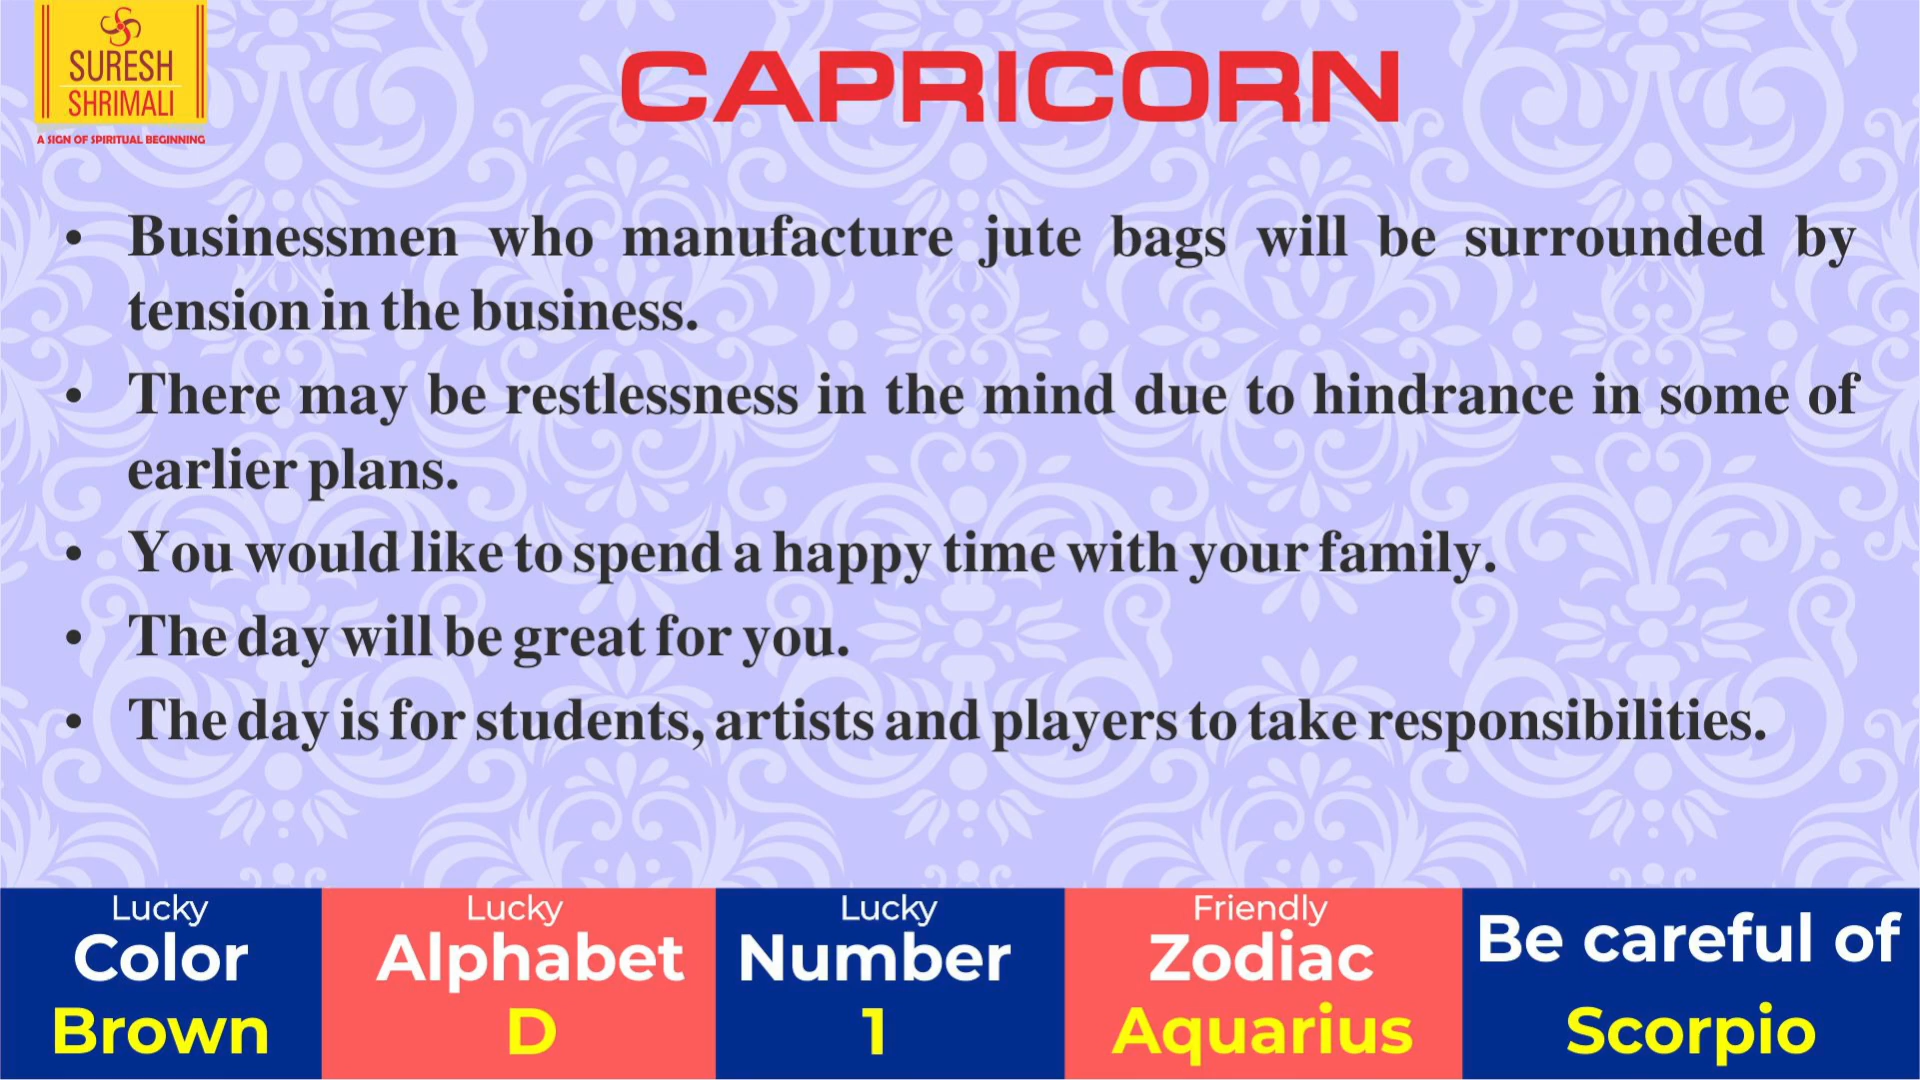 SURESH
SHRIMALI
A SIGN OF SPIRITUAL BEGINNING
CAPRICORN
• Businessmen who manufacture jute bags will be surrounded by
tension in the business.
• There may be restlessness in the mind due to hindrance in some of
earlier plans.
• You would like to spend a happy time with your family.
• The day will be great for you.
• The day is for students, artists and players to take responsibilities.
Lucky
Color
Brown
Lucky
Alphabet
D
Lucky
Number
1
Friendly
Zodiac
Aquarius
Be careful of
Scorpio